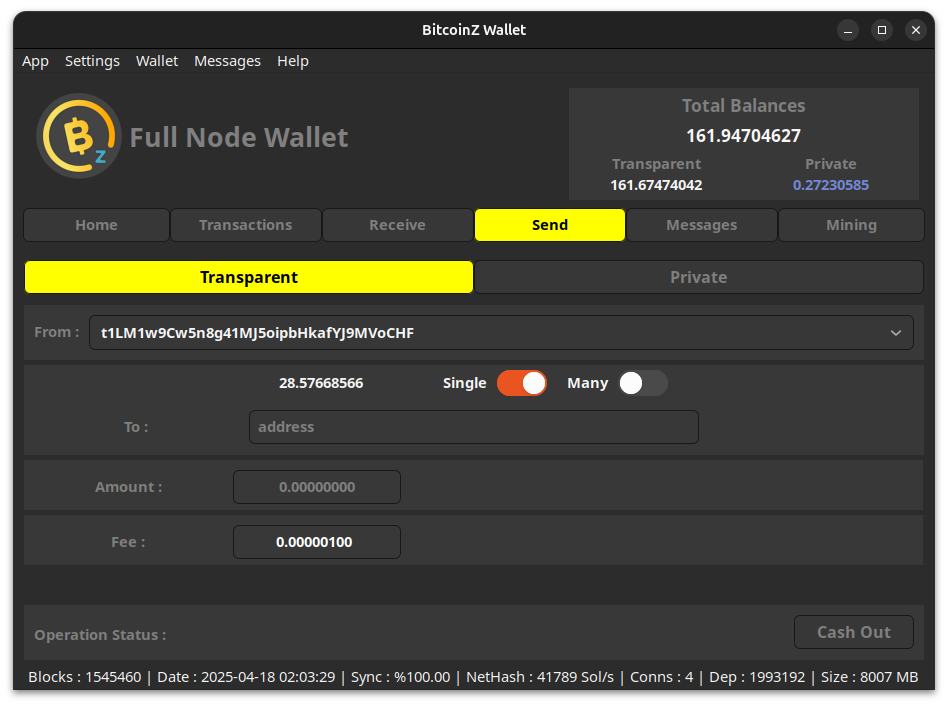 BitcoinZ Wallet
App Settings Wallet Messages Help
Full Node Wallet
Total Balances
161.94704627
Transparent Private
161.67474042 0.27230585
Home Transactions Receive Send Messages Mining
Transparent Private
From : t1LM1w9Cw5n8g41MJ5oipbHkafYJ9MVoCHF
28.57668566 Single Many
To : address
Amount : 0.00000000
Fee : 0.00000100
Operation Status : Cash Out
Blocks : 1545460 | Date : 2025-04-18 02:03:29 | Sync : %100.00 | NetHash : 41789 Sol/s | Conns : 4 | Dep : 1993192 | Size : 8007 MB